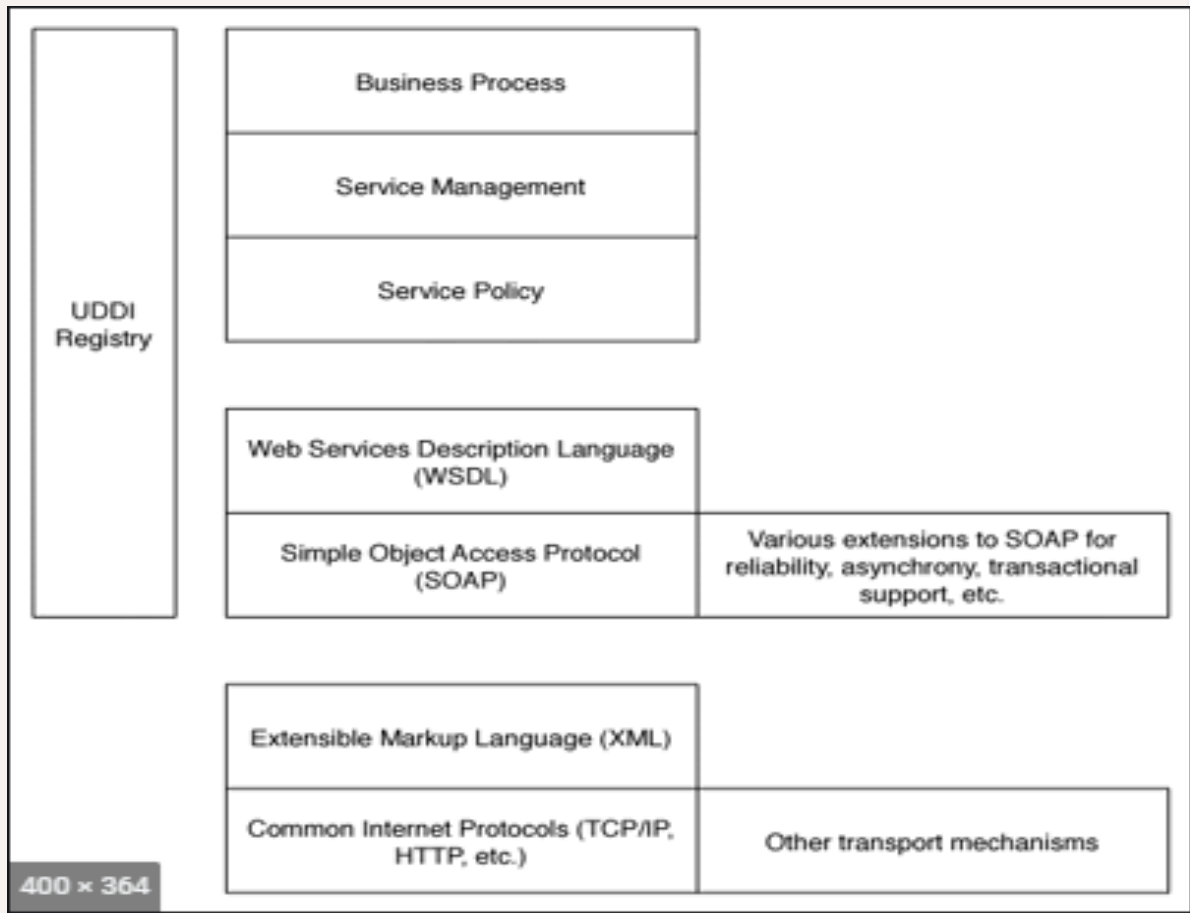 Business Process
Service Management
Service Policy
UDDI
Registry
Web Services Description Language
(WSDL)
Simple Object Access Protocol
(SOAP)
Various extensions to SOAP for
reliability, asynchrony, transactional
support, etc.
Extensible Markup Language (XML)
Common Internet Protocols (TCP/IP,
HTTP, etc.)
Other transport mechanisms
400 × 364